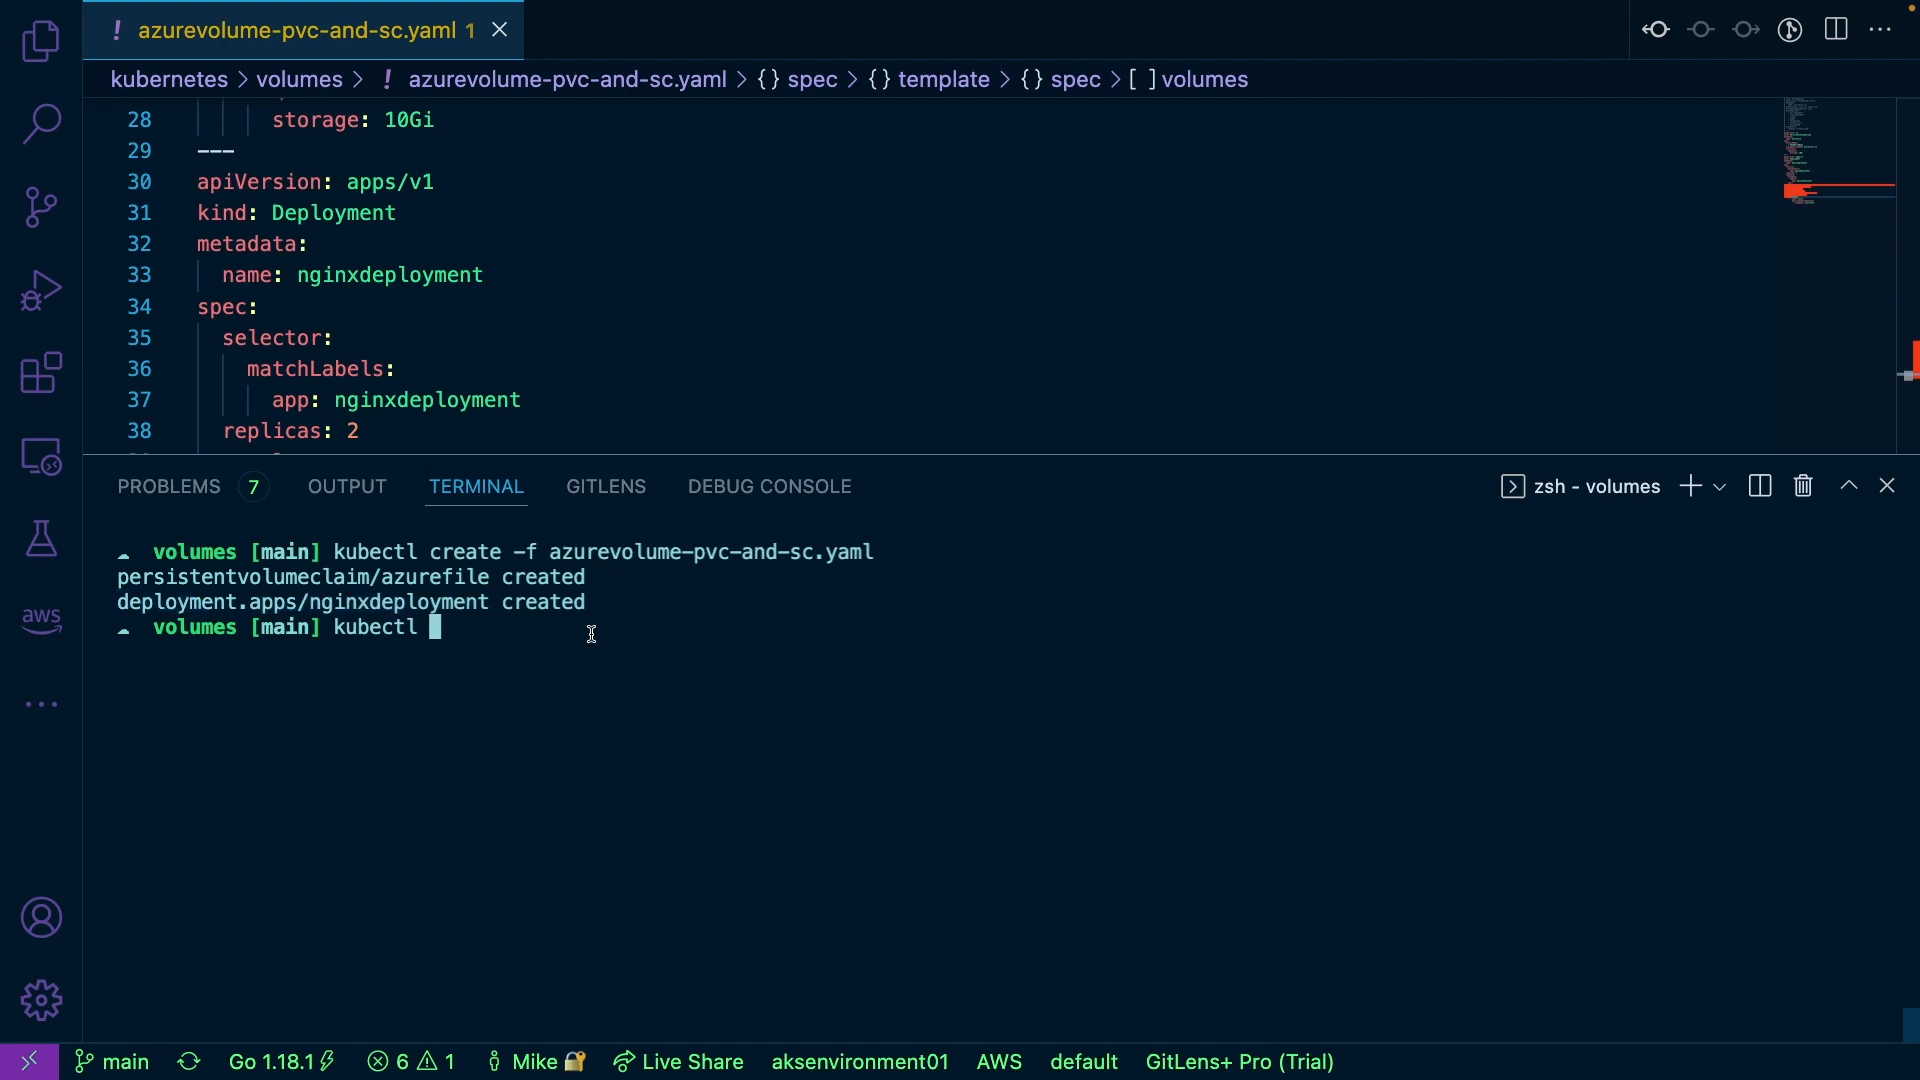 ! azurevolume-pvc-and-sc.yaml 1
kubernetes > volumes > ! azurevolume-pvc-and-sc.yaml > {} spec > {} template > {} spec > [ ] volumes
28 storage: 10Gi
29 ---
30 apiVersion: apps/v1
31 kind: Deployment
32 metadata:
33 name: nginxdeployment
34 spec:
35 selector:
36 matchLabels:
37 app: nginxdeployment
38 replicas: 2
PROBLEMS 7 OUTPUT TERMINAL GITLENS DEBUG CONSOLE zsh - volumes
volumes [main] kubectl create -f azurevolume-pvc-and-sc.yaml
persistentvolumeclaim/azurefile created
deployment.apps/nginxdeployment created
volumes [main] kubectl
aws
main Go 1.18.1 6 1 Mike Live Share aksenvironment01 AWS default GitLens+ Pro (Trial)